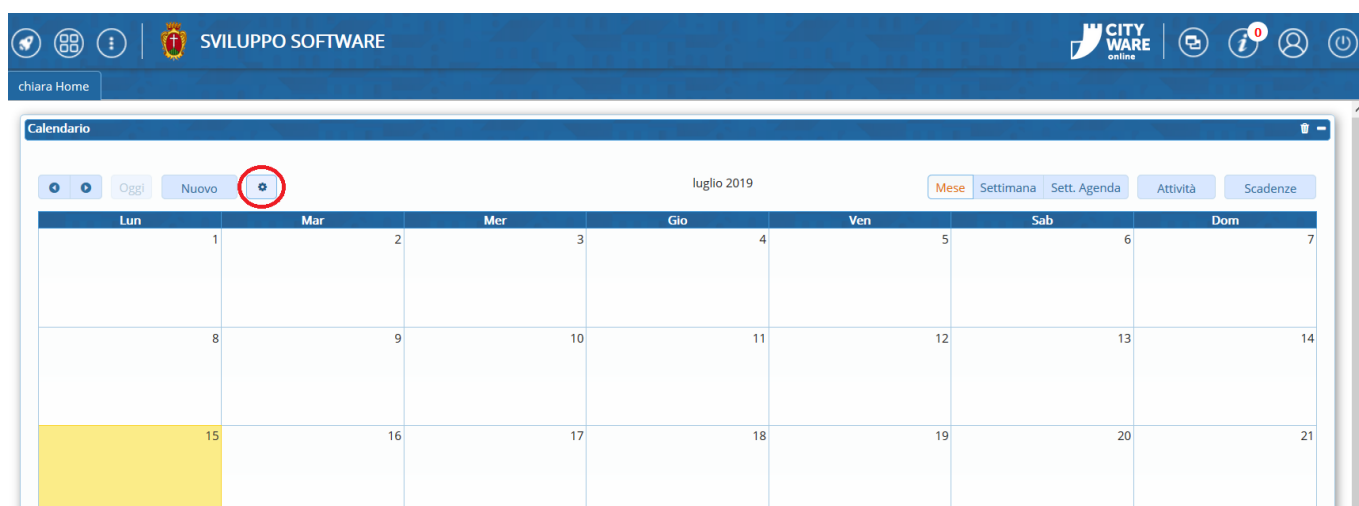 SVILUPPO SOFTWARE
CITY
WARE
online
0
chiara Home
Calendario
Oggi Nuovo luglio 2019 Mese Settimana Sett. Agenda Attività Scadenze
Lun Mar Mer Gio Ven Sab Dom
1 2 3 4 5 6 7
8 9 10 11 12 13 14
15 16 17 18 19 20 21